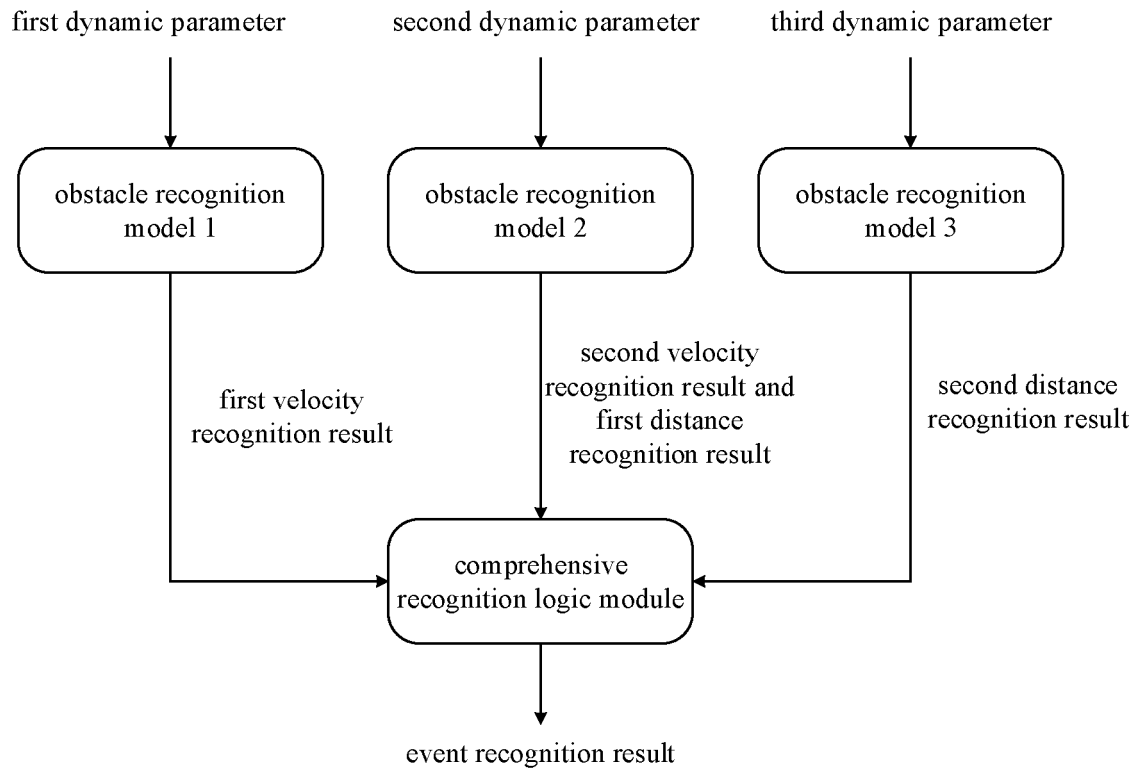 first dynamic parameter
second dynamic parameter
third dynamic parameter
obstacle recognition
model 1
obstacle recognition
model 2
obstacle recognition
model 3
first velocity
recognition result
second velocity
recognition result and
first distance
recognition result
second distance
recognition result
comprehensive
recognition logic module
event recognition result